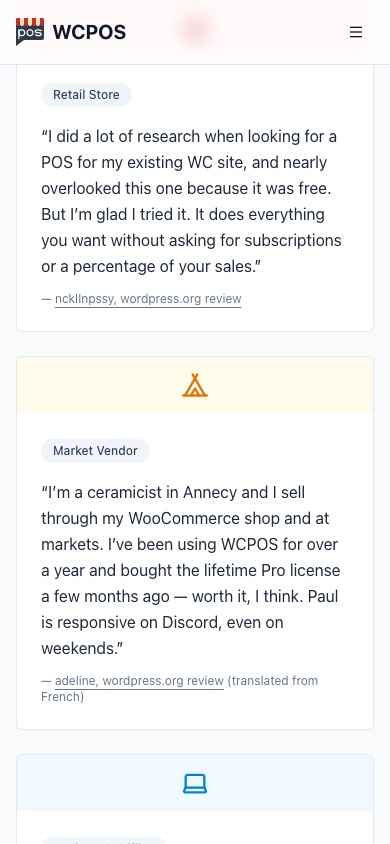 pos WCPOS
Retail Store
“I did a lot of research when looking for a
POS for my existing WC site, and nearly
overlooked this one because it was free.
But I’m glad I tried it. It does everything
you want without asking for subscriptions
or a percentage of your sales.”
— ncklInpssy, wordpress.org review
Market Vendor
“I’m a ceramicist in Annecy and I sell
through my WooCommerce shop and at
markets. I’ve been using WCPOS for over
a year and bought the lifetime Pro license
a few months ago — worth it, I think. Paul
is responsive on Discord, even on
weekends.”
— adeline, wordpress.org review (translated from
French)